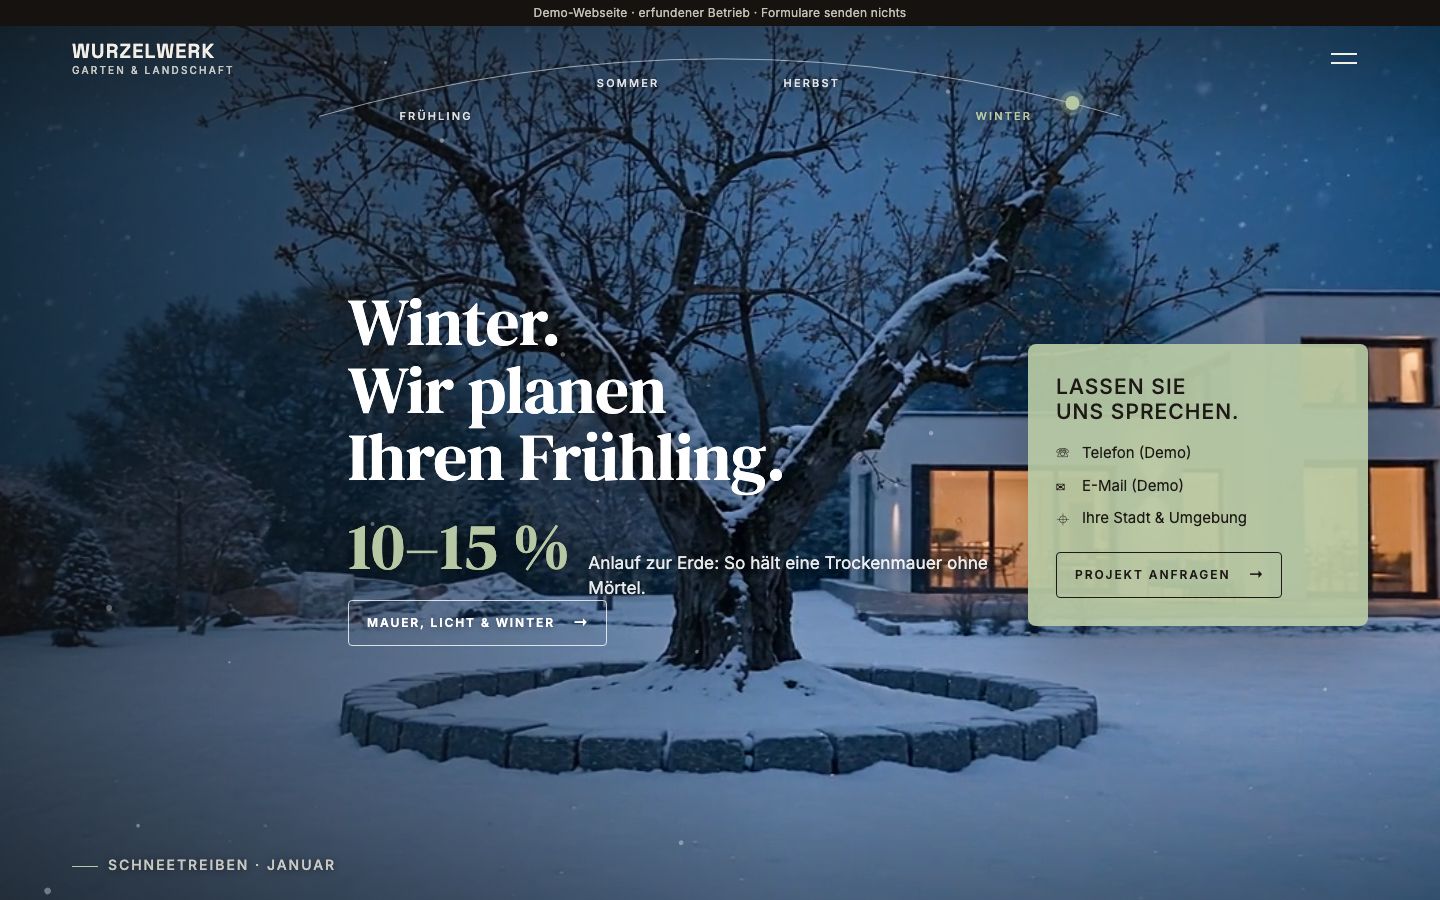 Demo-Webseite · erfundener Betrieb · Formulare senden nichts
WURZELWERK
GARTEN & LANDSCHAFT
SOMMER
HERBST
FRÜHLING
WINTER
Winter.
Wir planen
Ihren Frühling.
10–15 %
Anlauf zur Erde: So hält eine Trockenmauer ohne
Mörtel.
MAUER, LICHT & WINTER →
LASSEN SIE
UNS SPRECHEN.
Telefon (Demo)
E-Mail (Demo)
Ihre Stadt & Umgebung
PROJEKT ANFRAGEN →
SCHNEETREIBEN · JANUAR